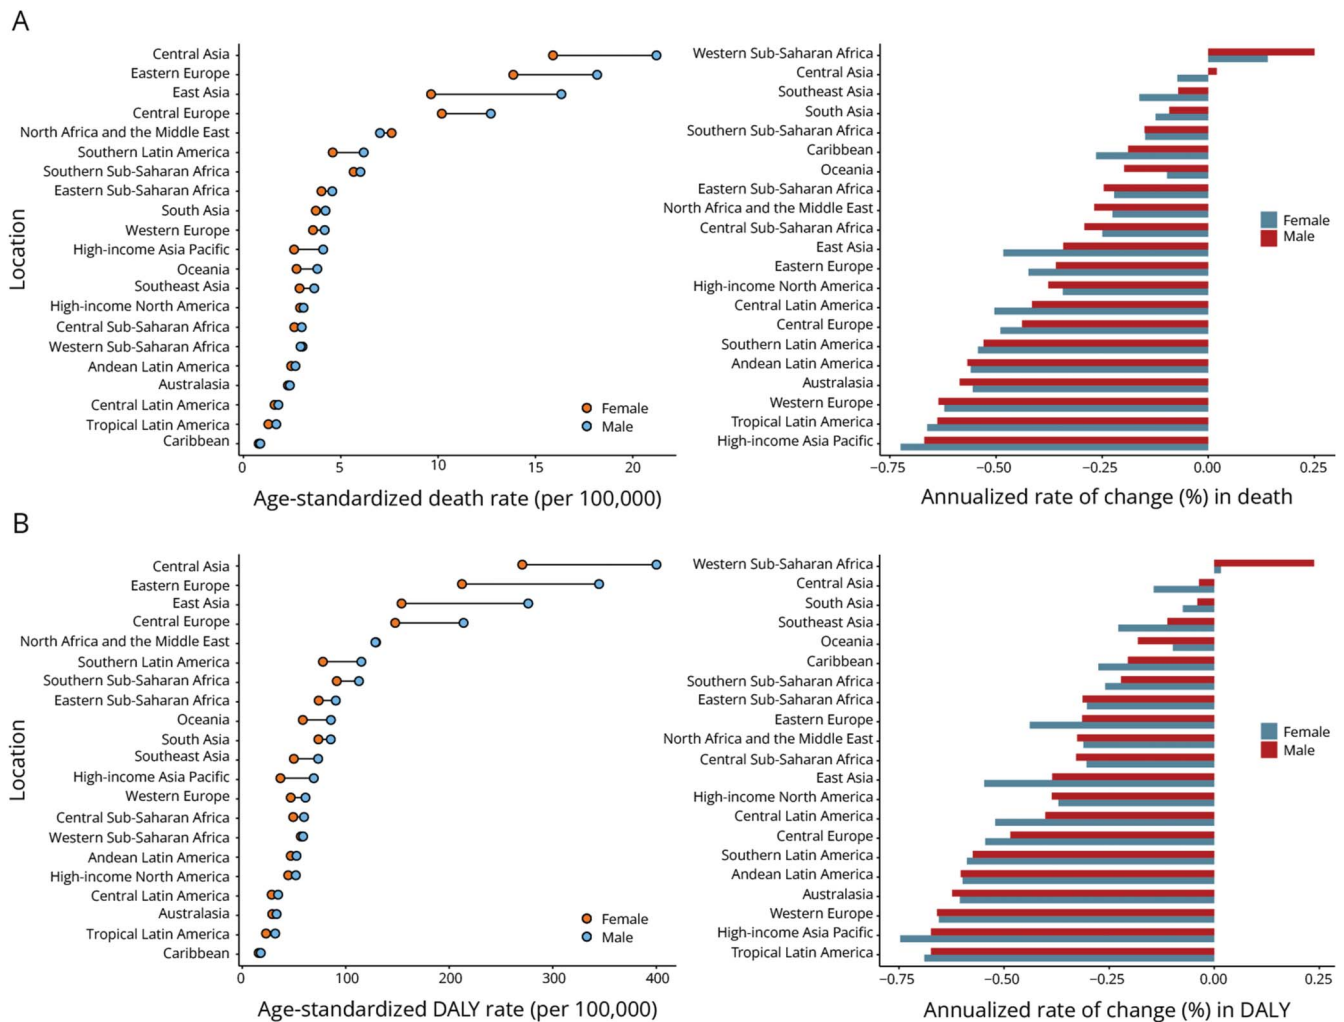 A
Location
Central Asia
Eastern Europe
East Asia
Central Europe
North Africa and the Middle East
Southern Latin America
Southern Sub-Saharan Africa
Eastern Sub-Saharan Africa
South Asia
Western Europe
High-income Asia Pacific
Oceania
Southeast Asia
High-income North America
Central Sub-Saharan Africa
Western Sub-Saharan Africa
Andean Latin America
Australasia
Central Latin America
Tropical Latin America
Caribbean
Female
Male
0 5 10 15 20
Age-standardized death rate (per 100,000)
Western Sub-Saharan Africa
Central Asia
Southeast Asia
South Asia
Southern Sub-Saharan Africa
Caribbean
Oceania
Eastern Sub-Saharan Africa
North Africa and the Middle East
Central Sub-Saharan Africa
East Asia
Eastern Europe
High-income North America
Central Latin America
Central Europe
Southern Latin America
Andean Latin America
Australasia
Western Europe
Tropical Latin America
High-income Asia Pacific
Female
Male
−0.75 −0.50 −0.25 0.00 0.25
Annualized rate of change (%) in death
B
Location
Central Asia
Eastern Europe
East Asia
Central Europe
North Africa and the Middle East
Southern Latin America
Southern Sub-Saharan Africa
Eastern Sub-Saharan Africa
Oceania
South Asia
Southeast Asia
High-income Asia Pacific
Western Europe
Central Sub-Saharan Africa
Western Sub-Saharan Africa
Andean Latin America
High-income North America
Central Latin America
Australasia
Tropical Latin America
Caribbean
Female
Male
0 100 200 300 400
Age-standardized DALY rate (per 100,000)
Western Sub-Saharan Africa
Central Asia
South Asia
Southeast Asia
Oceania
Caribbean
Southern Sub-Saharan Africa
Eastern Sub-Saharan Africa
Eastern Europe
North Africa and the Middle East
Central Sub-Saharan Africa
East Asia
High-income North America
Central Latin America
Central Europe
Southern Latin America
Andean Latin America
Australasia
Western Europe
High-income Asia Pacific
Tropical Latin America
Female
Male
−0.75 −0.50 −0.25 0.00 0.25
Annualized rate of change (%) in DALY